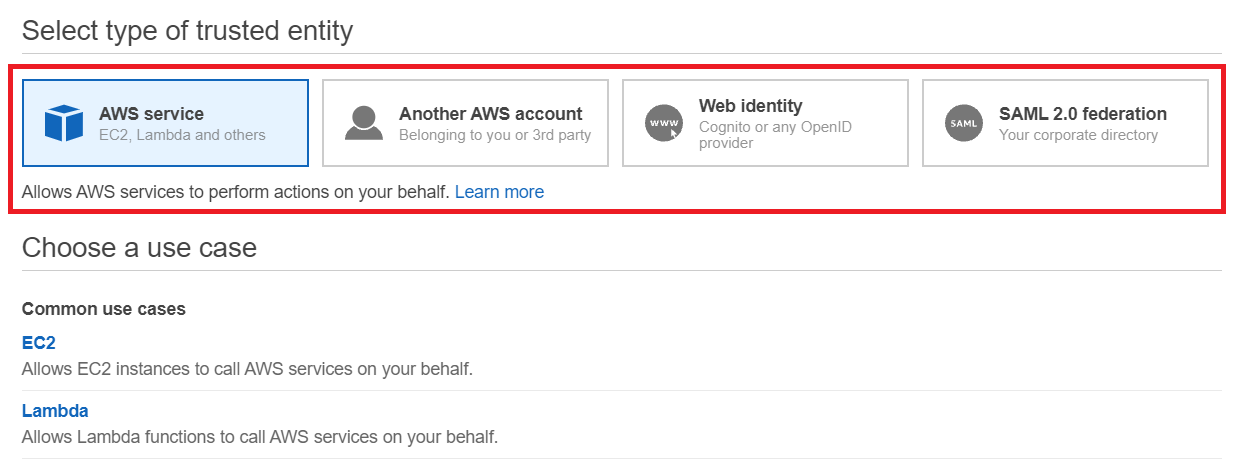 Select type of trusted entity
AWS service
EC2, Lambda and others
Another AWS account
Belonging to you or 3rd party
www
Web identity
Cognito or any OpenID
provider
SAML
SAML 2.0 federation
Your corporate directory
Allows AWS services to perform actions on your behalf. Learn more
Choose a use case
Common use cases
EC2
Allows EC2 instances to call AWS services on your behalf.
Lambda
Allows Lambda functions to call AWS services on your behalf.